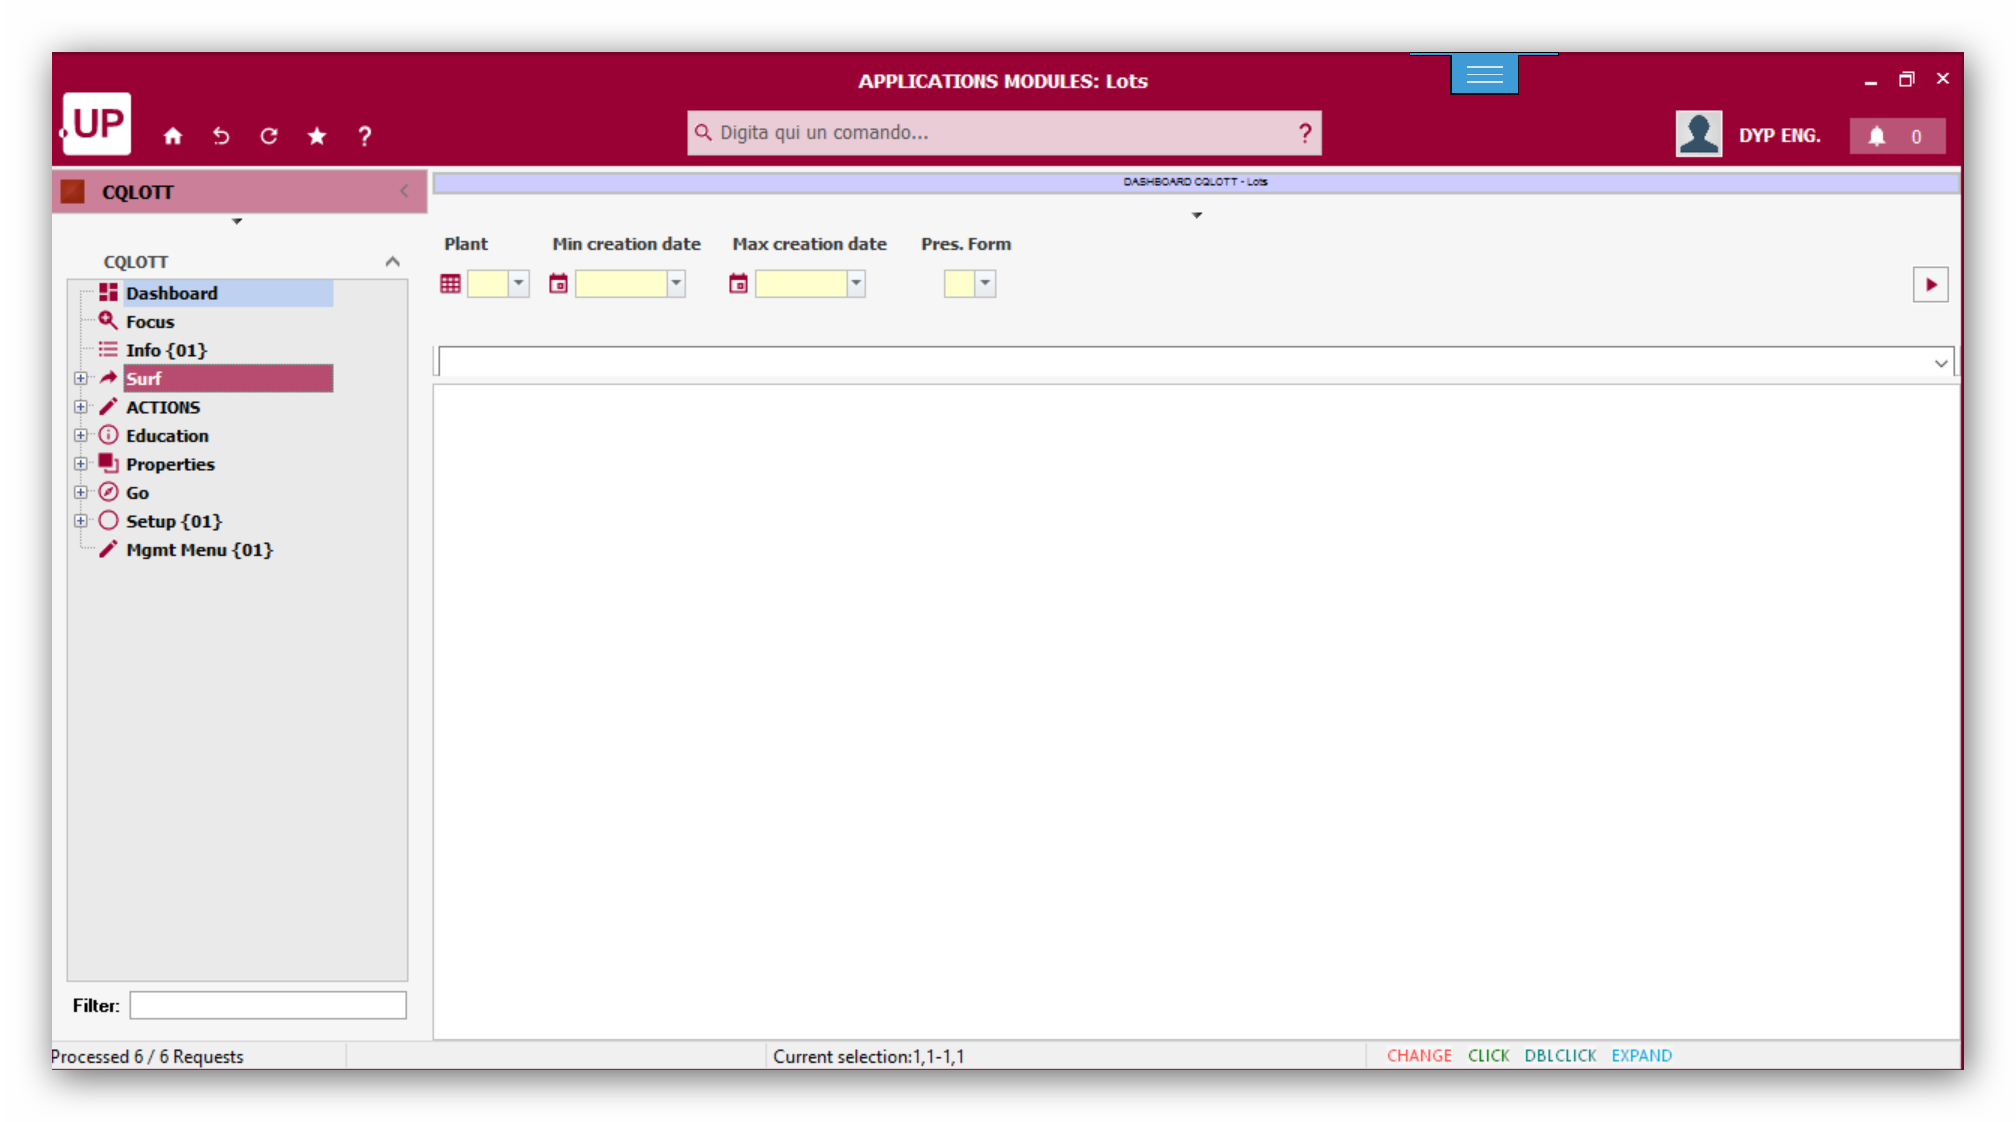 APPLICATIONS MODULES: Lots
UP
Digita qui un comando...
?
DYP ENG.
0
?
CQLOTT
DASHBOARD CQLOTT - Lots
CQLOTT
Dashboard
Focus
Info {01}
Surf
ACTIONS
Education
Properties
Go
Setup {01}
Mgmt Menu {01}
Filter:
Plant
Min creation date
Max creation date
Pres. Form
Processed 6 / 6 Requests
Current selection:1,1-1,1
CHANGE CLICK DBLCLICK EXPAND